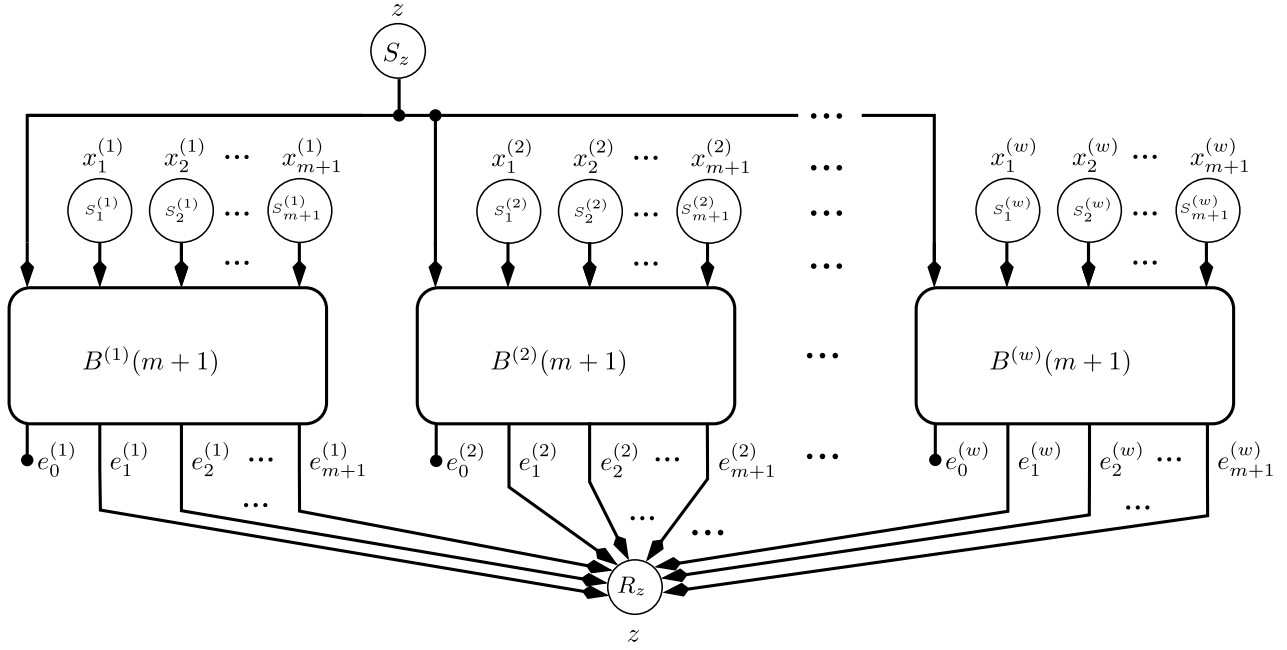 z
S_z
...
x_1^{(1)} x_2^{(1)} ... x_{m+1}^{(1)} x_1^{(2)} x_2^{(2)} ... x_{m+1}^{(2)} ... x_1^{(w)} x_2^{(w)} ... x_{m+1}^{(w)}
S_1^{(1)} S_2^{(1)} ... S_{m+1}^{(1)} S_1^{(2)} S_2^{(2)} ... S_{m+1}^{(2)} ... S_1^{(w)} S_2^{(w)} ... S_{m+1}^{(w)}
... ... ... ...
B^{(1)}(m + 1) B^{(2)}(m + 1) ... B^{(w)}(m + 1)
e_0^{(1)} e_1^{(1)} e_2^{(1)} ... e_{m+1}^{(1)} e_0^{(2)} e_1^{(2)} e_2^{(2)} ... e_{m+1}^{(2)} ... e_0^{(w)} e_1^{(w)} e_2^{(w)} ... e_{m+1}^{(w)}
... ... ... ...
R_z
z